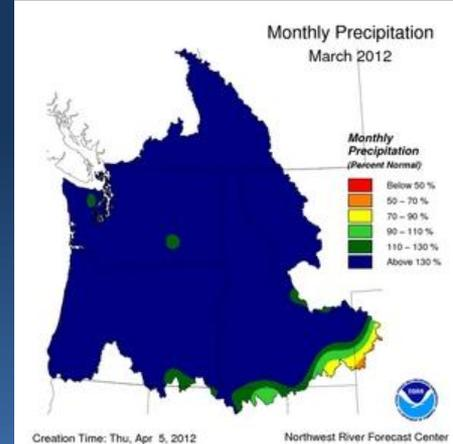 Monthly Precipitation
March 2012
Monthly
Precipitation
(Percent Normal)
Below 50 %
50 – 70 %
70 – 90 %
90 – 110 %
110 – 130 %
Above 130 %
Creation Time: Thu, Apr 5, 2012
Northwest River Forecast Center